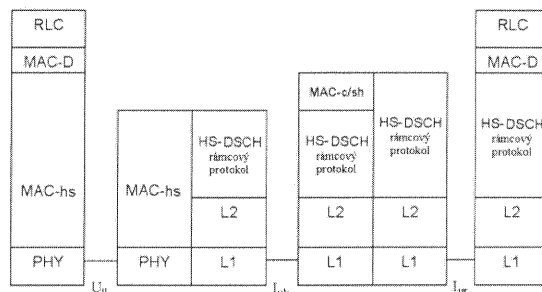 RLC
MAC-D
MAC-hs
PHY
MAC-hs
PHY
HS-DSCH
rámcový
protokol
L2
L1
MAC-c/sh
HS-DSCH
rámcový
protokol
L2
L1
HS-DSCH
rámcový
protokol
L2
L1
RLC
MAC-D
HS-DSCH
rámcový
protokol
L2
L1